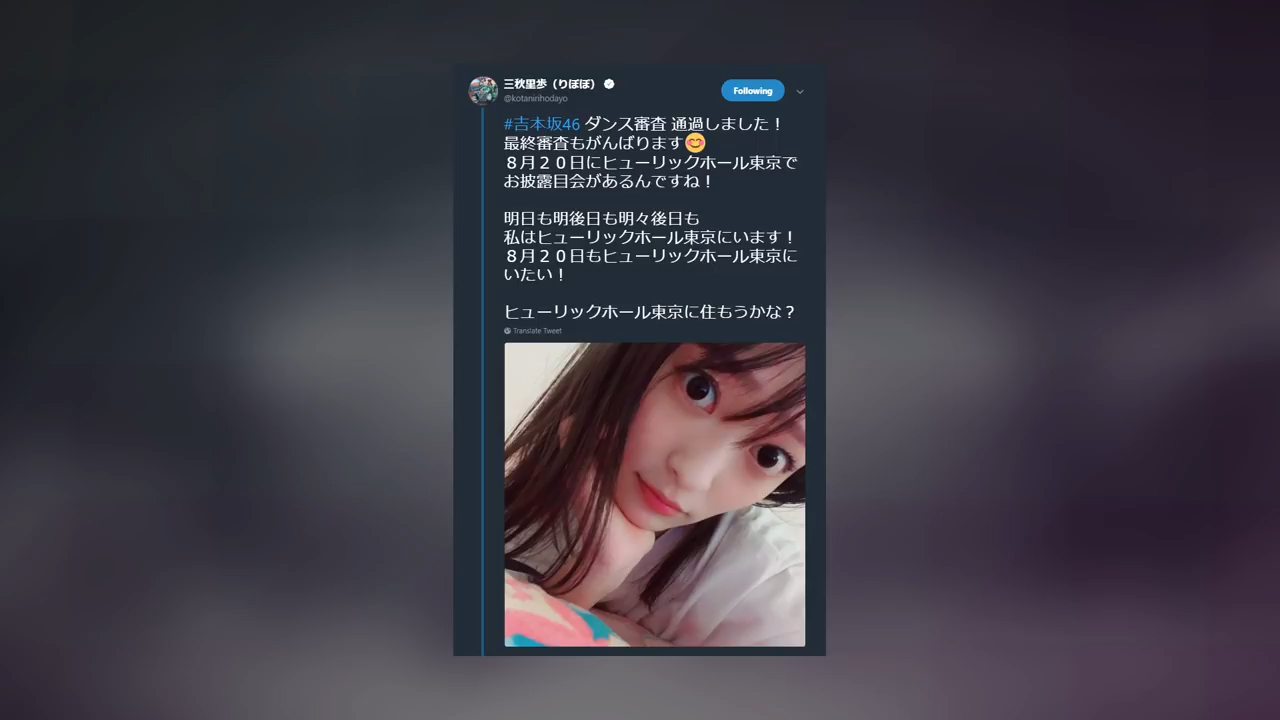 三秋里歩（りぽぽ）
@kotaninhodayo
Following
#吉本坂46 ダンス審査 通過しました！
最終審査もがんばります😊
８月２０日にヒューリックホール東京で
お披露目会があるんですね！
明日も明後日も明々後日も
私はヒューリックホール東京にいます！
８月２０日もヒューリックホール東京に
いたい！
ヒューリックホール東京に住もうかな？
Translate Tweet